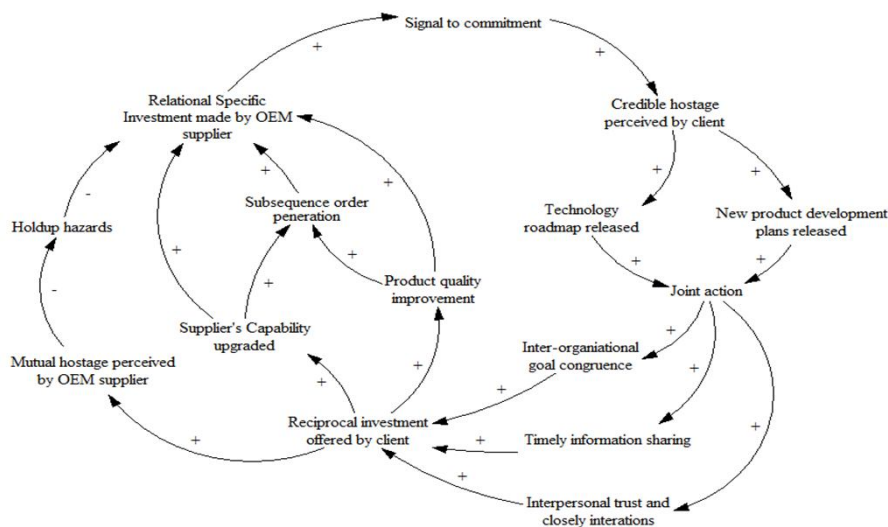 Signal to commitment
+
+
Relational Specific
Investment made by OEM
supplier
Credible hostage
perceived by client
+
+
+
+
-
Subsequence order
peneration
Technology
roadmap released
New product development
plans released
Holdup hazards
+
+
+
+
+
Product quality
improvement
Joint action
-
Supplier's Capability
upgraded
Inter-organiational
goal congruence
+
Mutual hostage perceived
by OEM supplier
+
+
+
+
Reciprocal investment
offered by client
+
+
+
Timely information sharing
+
+
Interpersonal trust and
closely interations